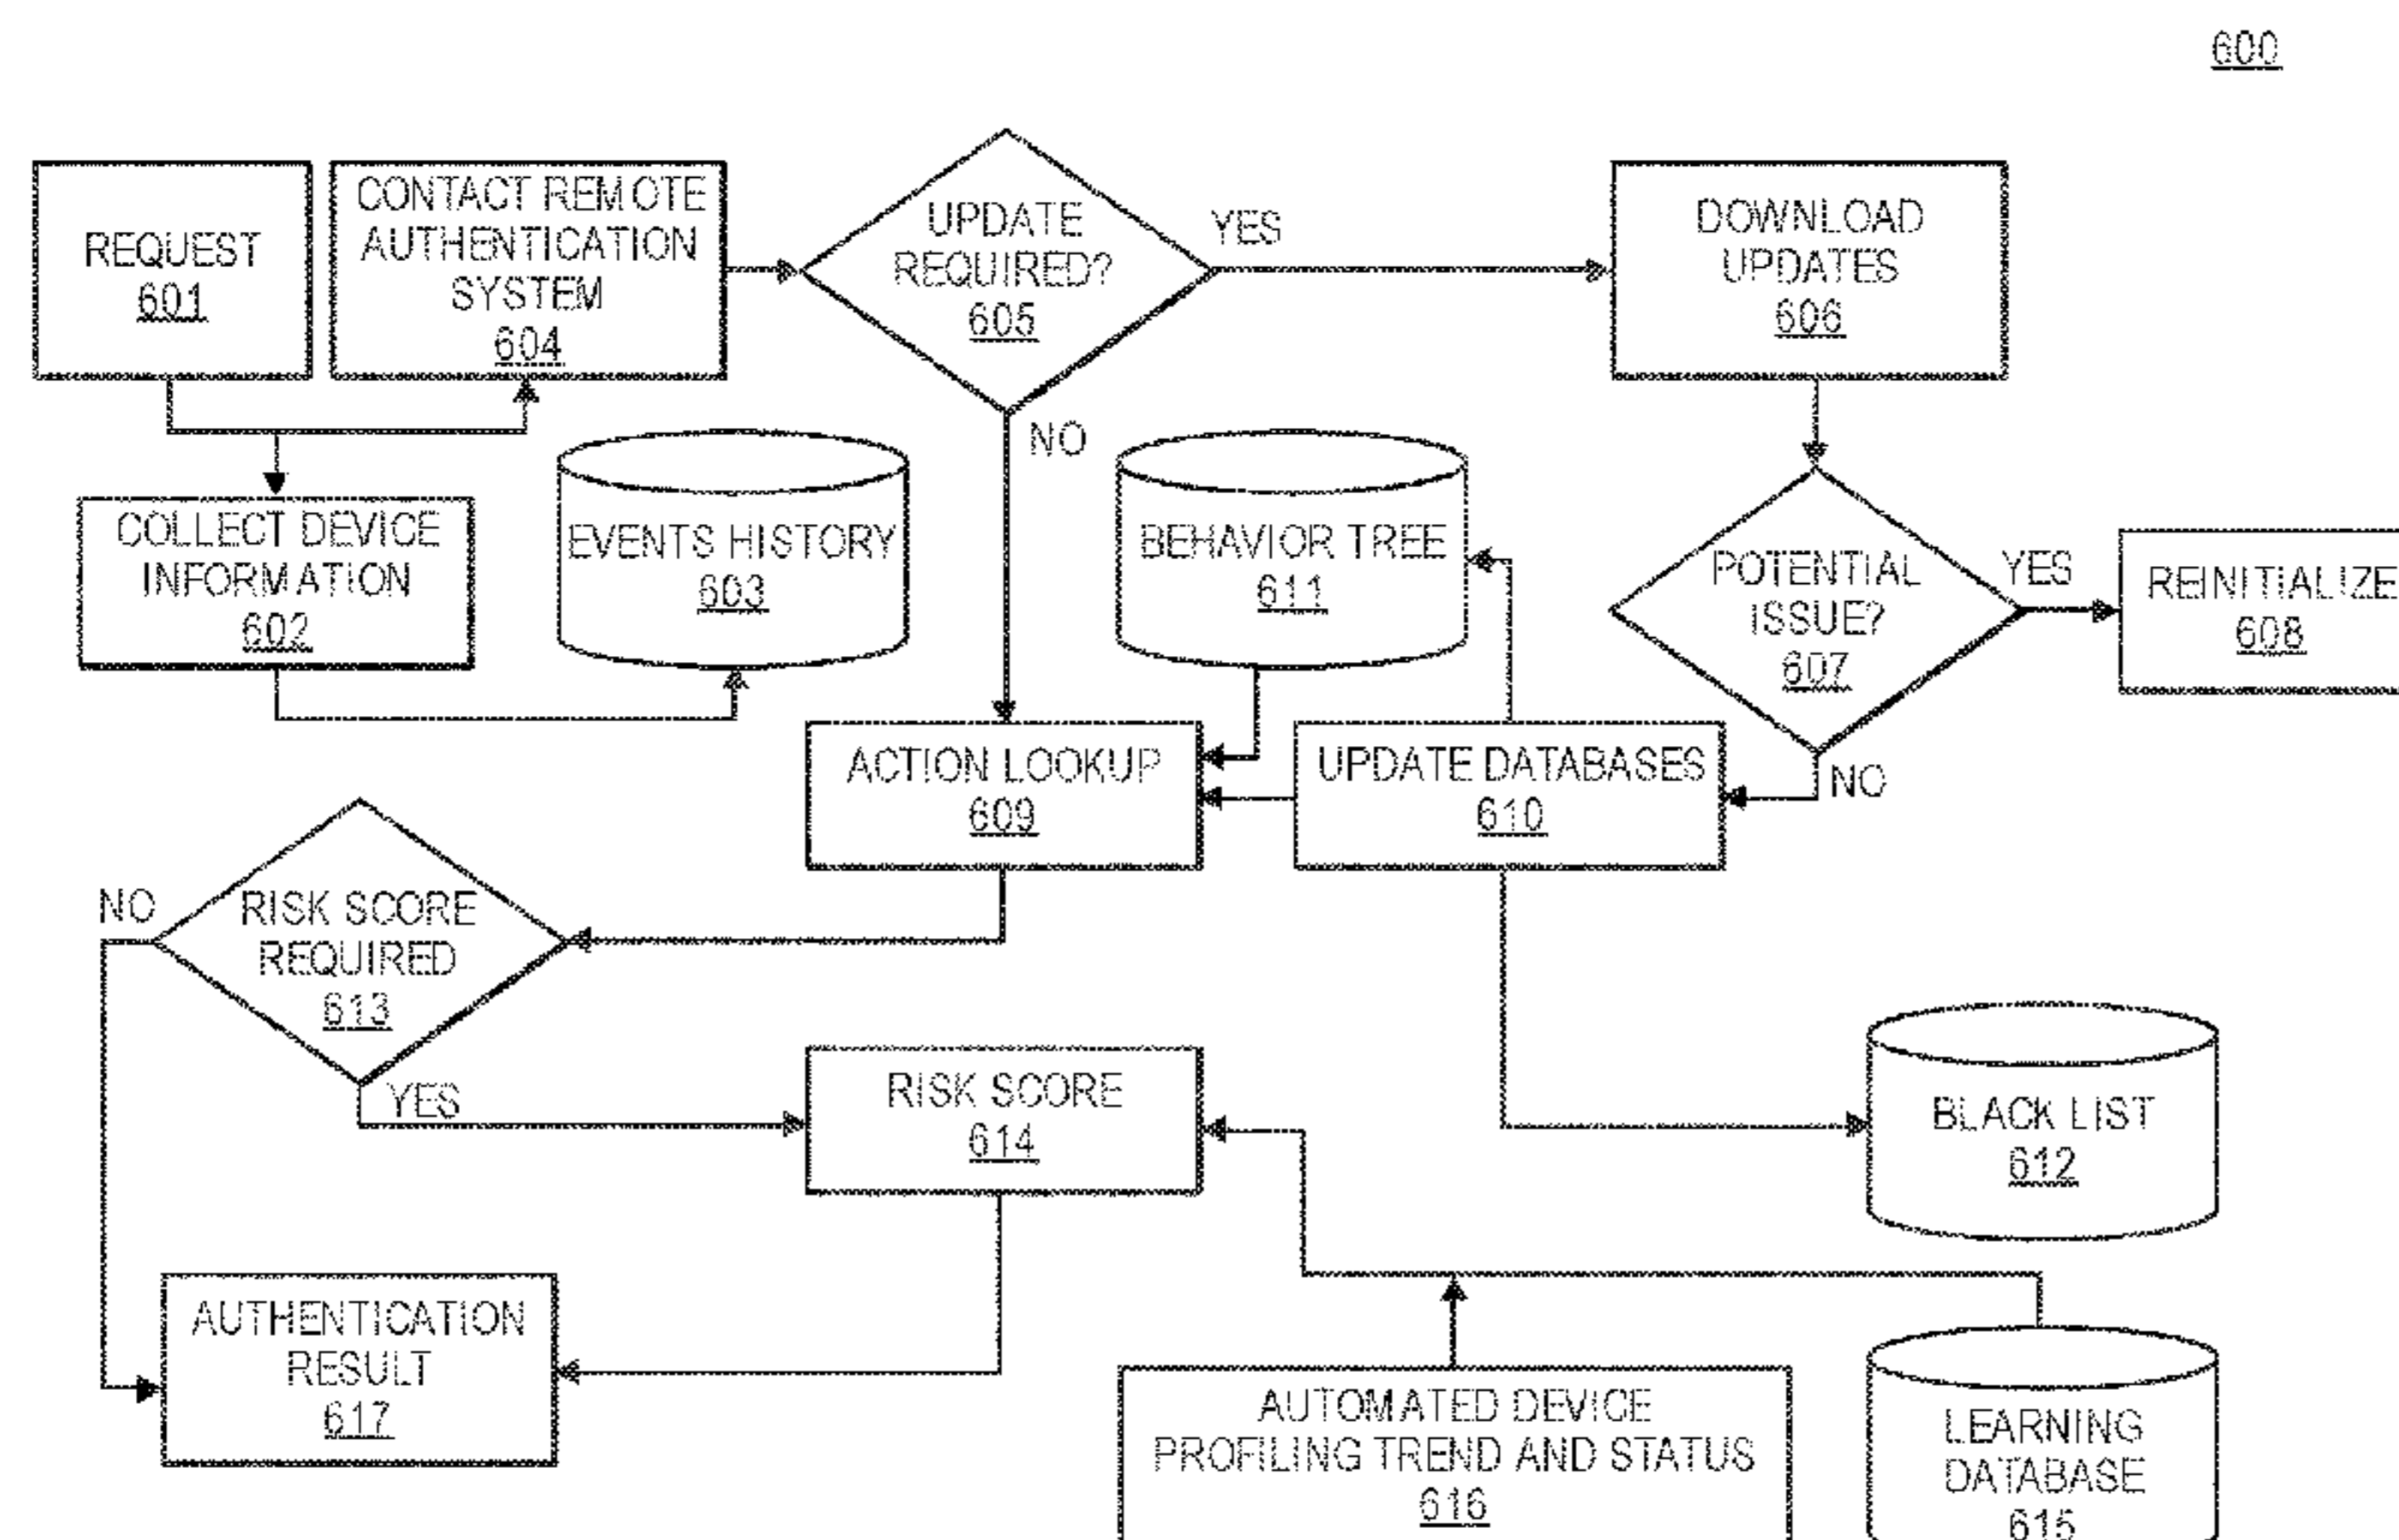 600
REQUEST
601
CONTACT REMOTE
AUTHENTICATION
SYSTEM
604
UPDATE
REQUIRED?
605
YES
NO
DOWNLOAD
UPDATES
606
COLLECT DEVICE
INFORMATION
602
EVENTS HISTORY
603
BEHAVIOR TREE
611
POTENTIAL
ISSUE?
607
YES
NO
REINITIALIZE
608
ACTION LOOKUP
609
UPDATE DATABASES
610
NO
RISK SCORE
REQUIRED
613
YES
RISK SCORE
614
BLACK LIST
612
AUTHENTICATION
RESULT
617
AUTOMATED DEVICE
PROFILING TREND AND STATUS
616
LEARNING
DATABASE
615